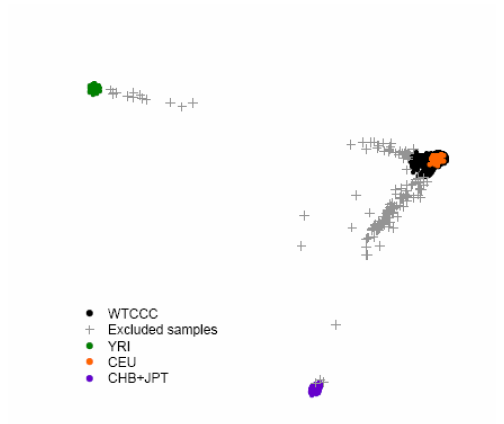 WTCCC
Excluded samples
YRI
CEU
CHB+JPT